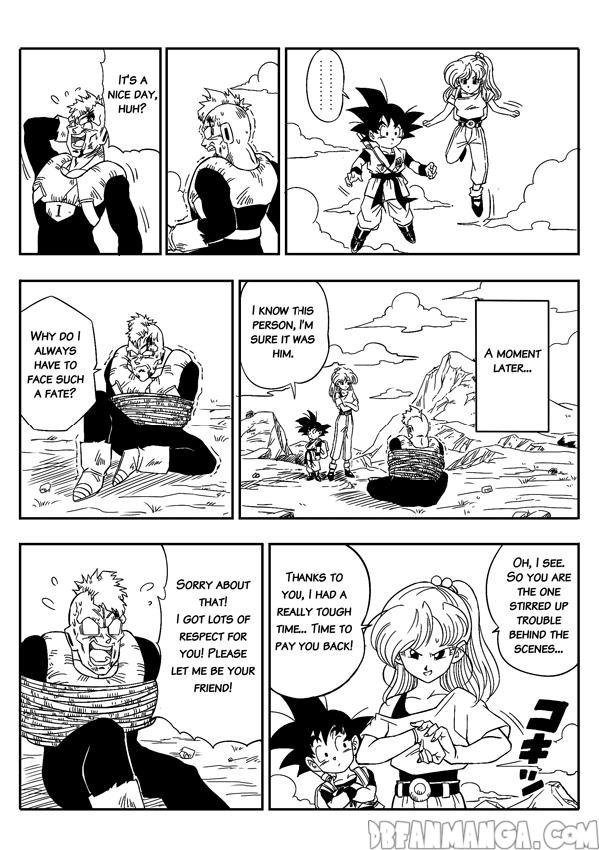 ..........
IT'S A
NICE DAY,
HUH?
A MOMENT
LATER...
I KNOW THIS
PERSON, I'M
SURE IT WAS
HIM.
WHY DO I
ALWAYS
HAVE TO
FACE SUCH
A FATE?
OH, I SEE.
SO YOU ARE
THE ONE
STIRRED UP
TROUBLE
BEHIND THE
SCENES...
THANKS TO
YOU, I HAD A
REALLY TOUGH
TIME... TIME TO
PAY YOU BACK!
コキッ
SORRY ABOUT
THAT!
I GOT LOTS OF
RESPECT FOR
YOU! PLEASE
LET ME BE YOUR
FRIEND!
I
DBFANMANGA.COM